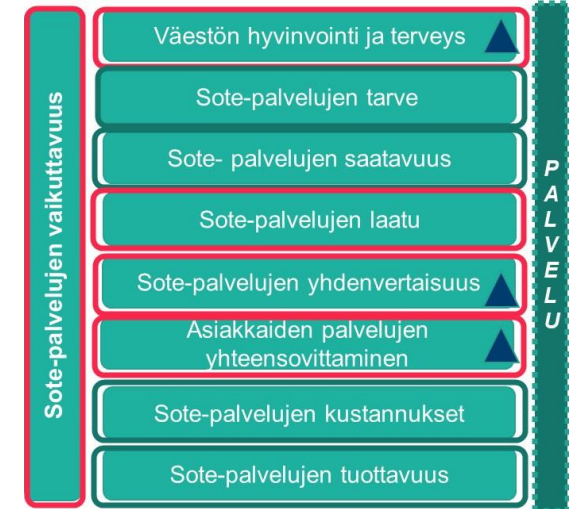 Sote-palvelujen vaikuttavuus
Väestön hyvinvointi ja terveys
Sote-palvelujen tarve
Sote- palvelujen saatavuus
Sote-palvelujen laatu
Sote-palvelujen yhdenvertaisuus
Asiakkaiden palvelujen
yhteensovittaminen
Sote-palvelujen kustannukset
Sote-palvelujen tuottavuus
PALVELU